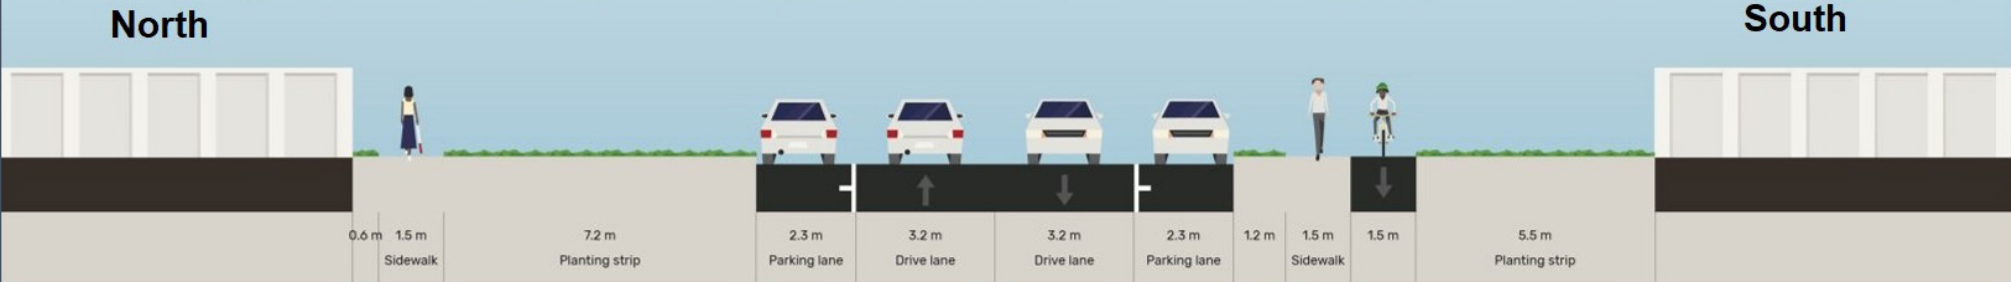 North
South
0.6 m
1.5 m
Sidewalk
7.2 m
Planting strip
2.3 m
Parking lane
3.2 m
Drive lane
3.2 m
Drive lane
2.3 m
Parking lane
1.2 m
1.5 m
Sidewalk
1.5 m
5.5 m
Planting strip